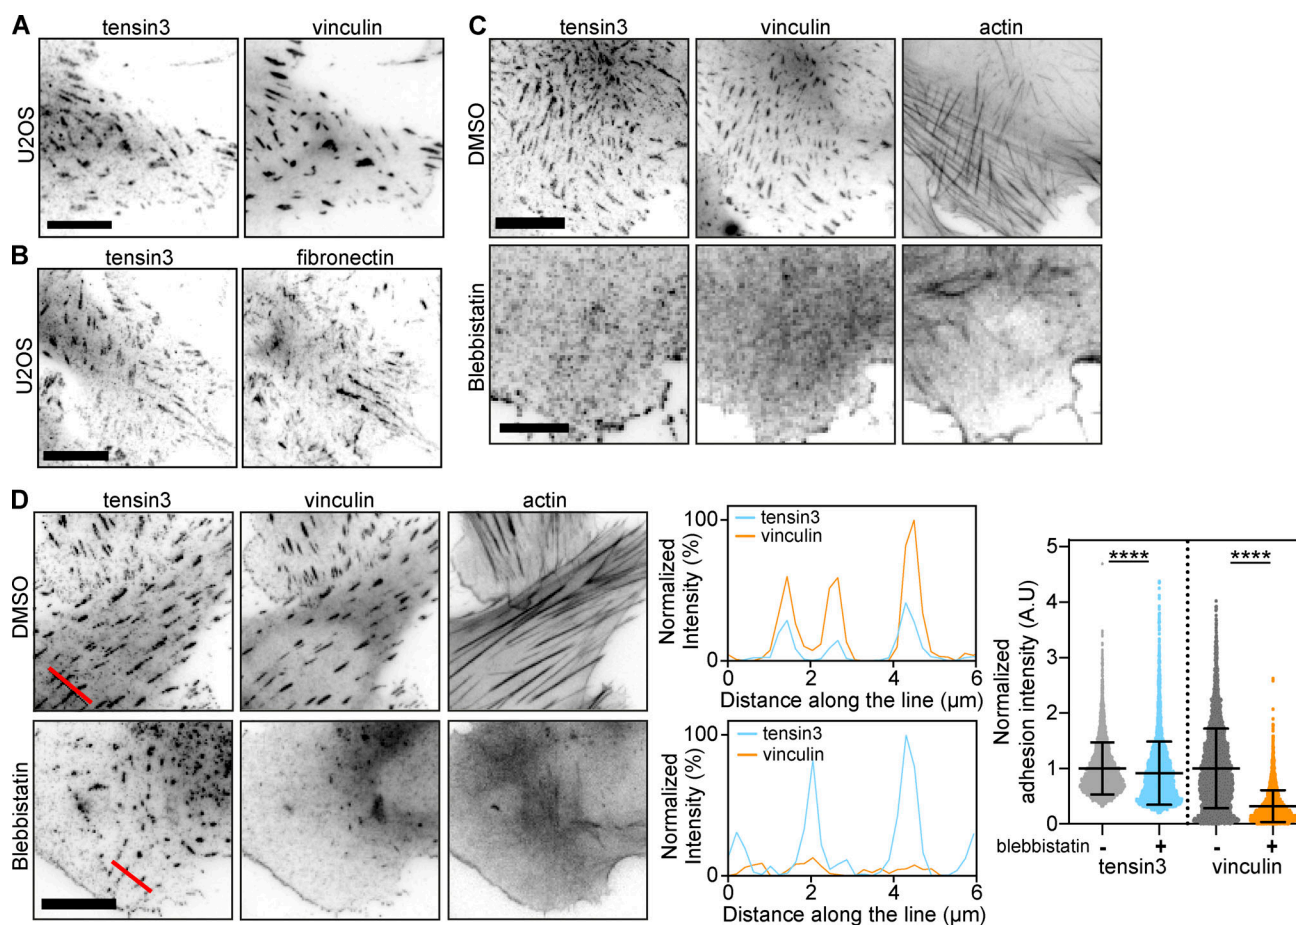 A
tensin3 vinculin
U2OS
B
tensin3 fibronectin
U2OS
C
tensin3 vinculin actin
DMSO
Blebbistatin
D
tensin3 vinculin actin
DMSO
Blebbistatin
Normalized
Intensity (%)
100
0
tensin3
vinculin
0 2 4 6
Distance along the line (µm)
Normalized
Intensity (%)
100
0
tensin3
vinculin
0 2 4 6
Distance along the line (µm)
Normalized
adhesion intensity (A.U)
5
4
3
2
1
0
**** ****
blebbistatin - + - +
tensin3 vinculin